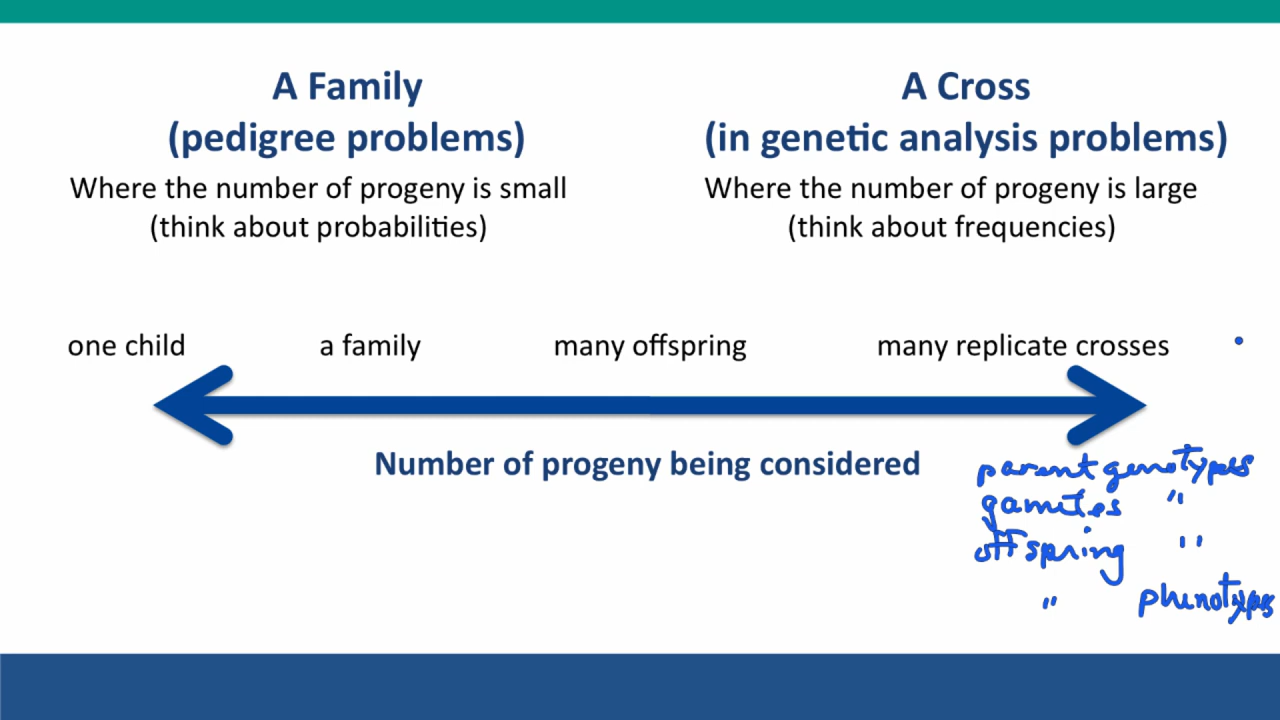 A Family
(pedigree problems)
Where the number of progeny is small
(think about probabilities)
A Cross
(in genetic analysis problems)
Where the number of progeny is large
(think about frequencies)
one child a family many offspring many replicate crosses
Number of progeny being considered
parent genotypes
gametes "
offspring "
" phenotypes